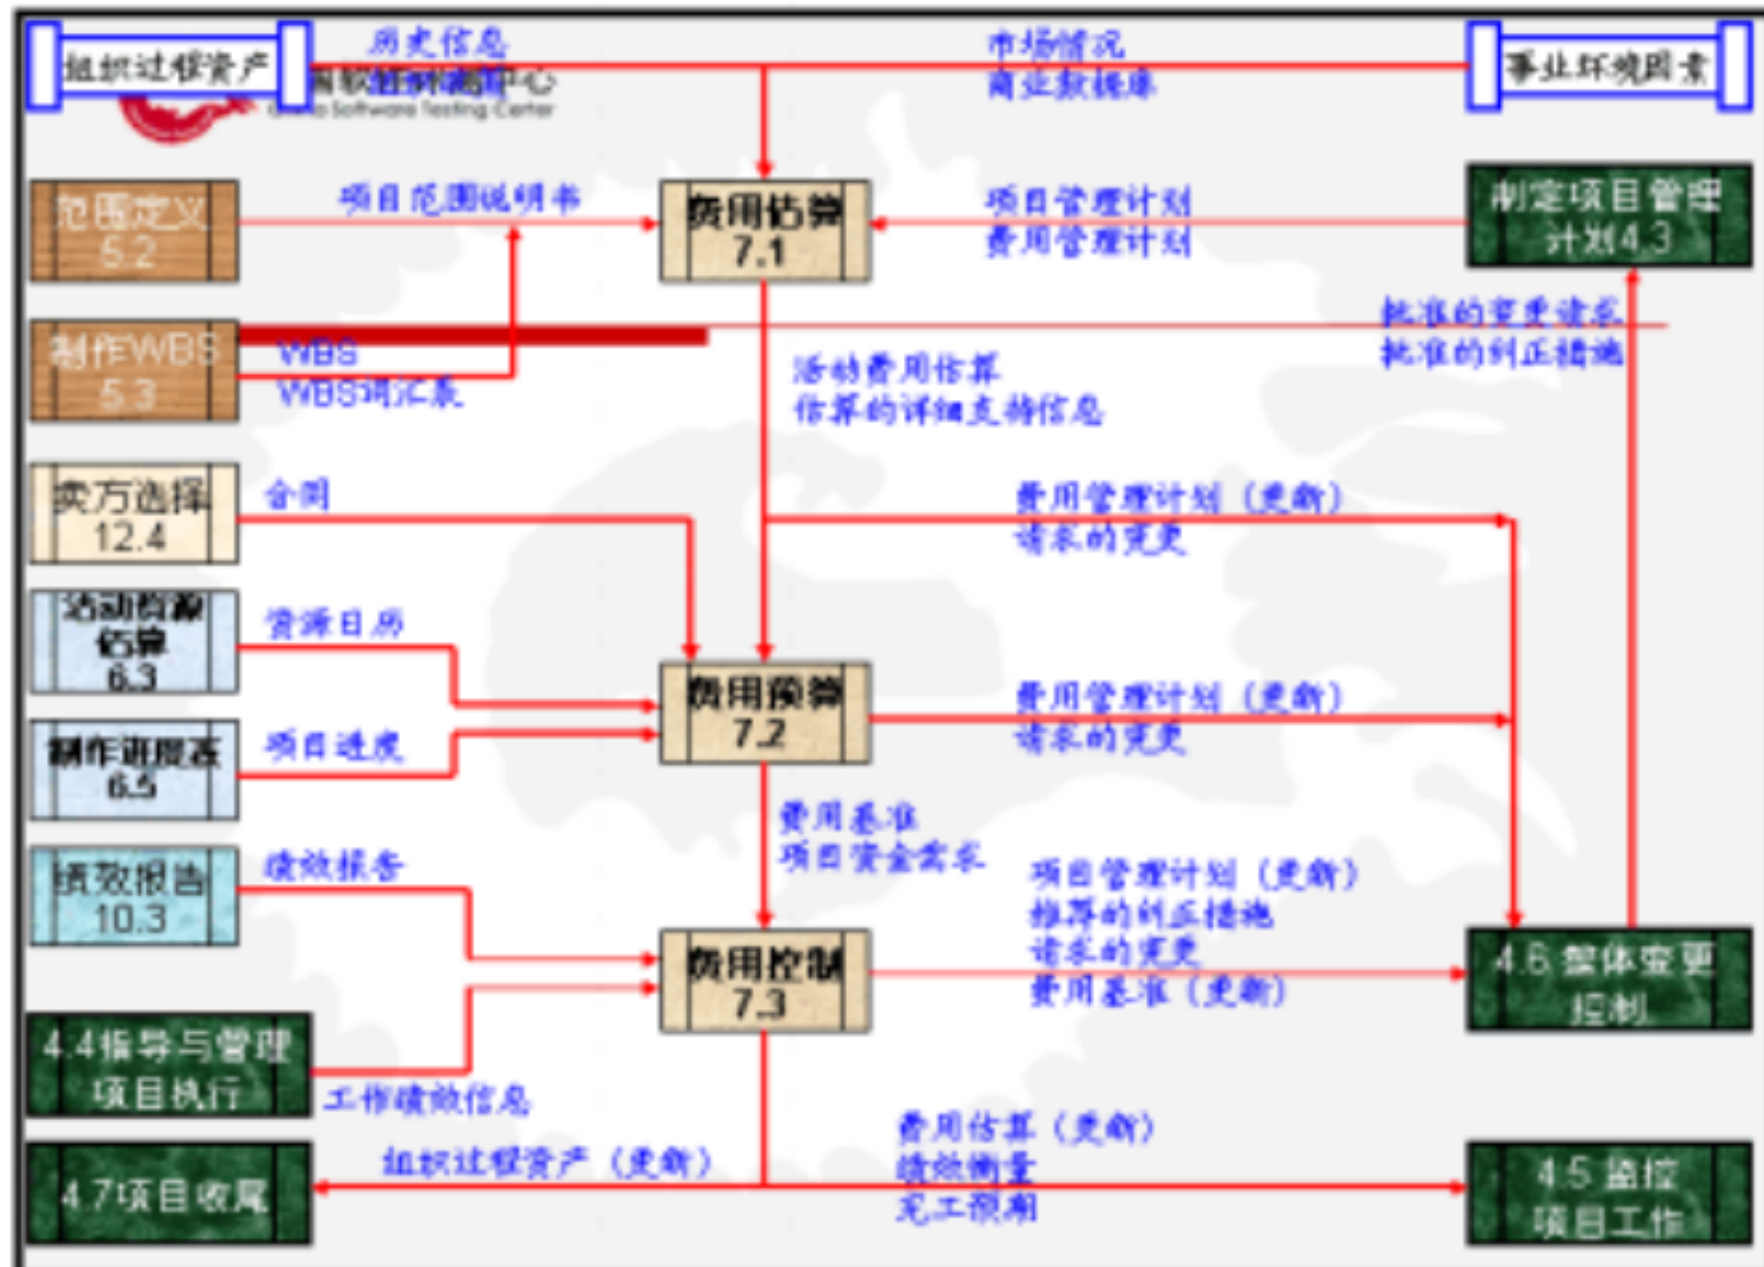 组织过程资产
历史信息
市场情况
商业数据库
事业环境因素
China Software Testing Center
范围定义
5.2
项目范围说明书
费用估算
7.1
项目管理计划
费用管理计划
制定项目管理
计划4.3
制作WBS
5.3
WBS
WBS词汇表
批准的变更请求
批准的纠正措施
活动费用估算
估算的详细支持信息
卖方选择
12.4
合同
费用管理计划（更新）
请求的变更
活动资源
估算
6.3
资源日历
费用预算
7.2
费用管理计划（更新）
请求的变更
制作进度表
6.5
项目进度
费用基准
项目资金需求
绩效报告
10.3
绩效报告
费用控制
7.3
项目管理计划（更新）
推荐的纠正措施
请求的变更
费用基准（更新）
4.6 整体变更
控制
4.4指导与管理
项目执行
工作绩效信息
4.7项目收尾
组织过程资产（更新）
费用估算（更新）
绩效衡量
完工预期
4.5 监控
项目工作